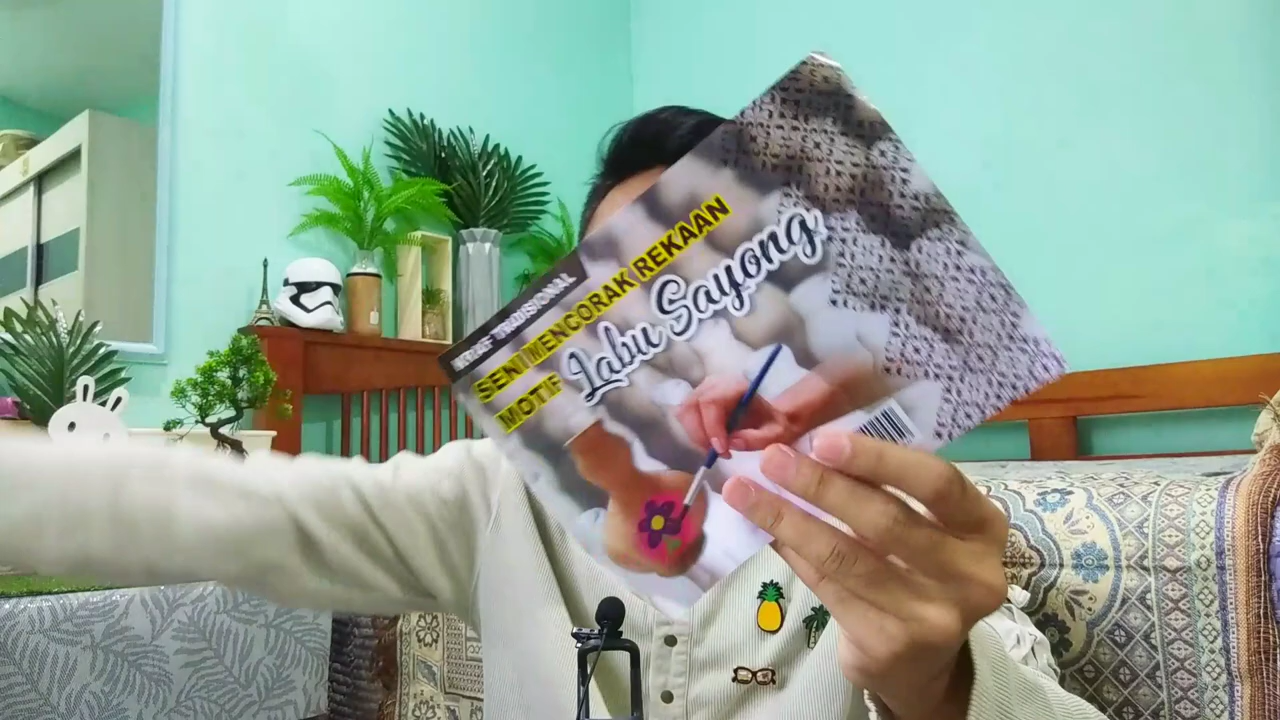 KRAF TRADISIONAL
SENI MENCORAK REKAAN
MOTIF Labu Sayong